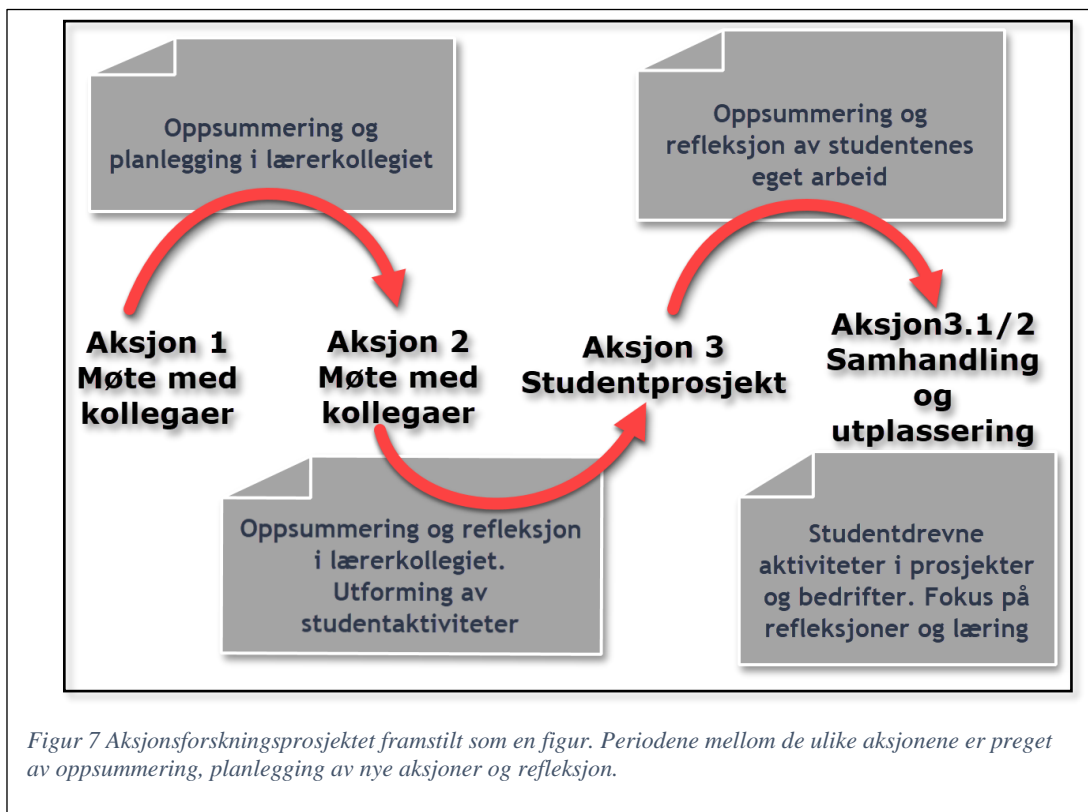 Oppsummering og
planlegging i lærerkollegiet
Oppsummering og
refleksjon av studentenes
eget arbeid
Aksjon 1
Møte med
kollegaer
Aksjon 2
Møte med
kollegaer
Aksjon 3
Studentprosjekt
Aksjon3.1/2
Samhandling
og
utplassering
Oppsummering og refleksjon
i lærerkollegiet.
Utforming av
studentaktiviteter
Studentdrevne
aktiviteter i prosjekter
og bedrifter. Fokus på
refleksjoner og læring
Figur 7 Aksjonsforskningsprosjektet framstilt som en figur. Periodene mellom de ulike aksjonene er preget
av oppsummering, planlegging av nye aksjoner og refleksjon.